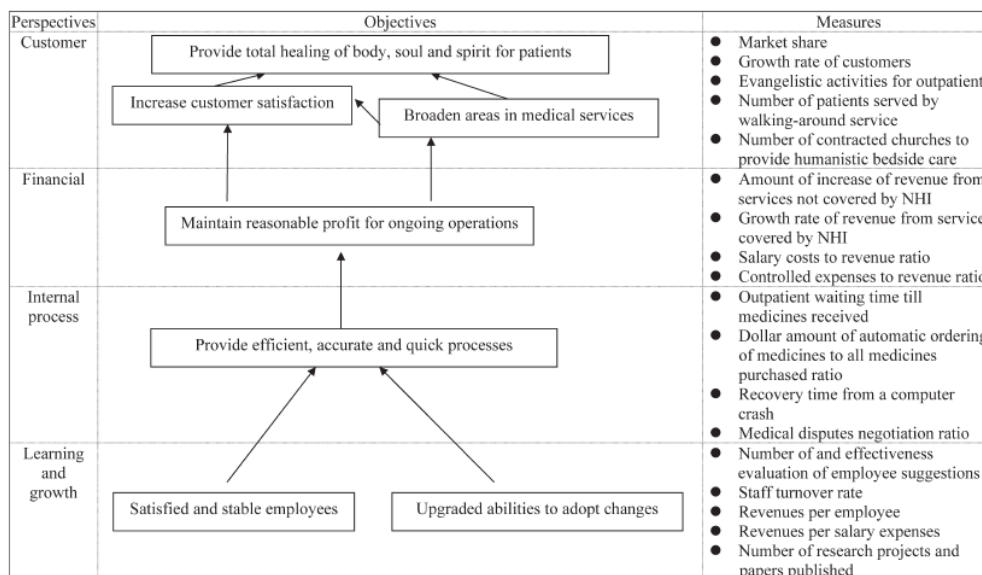 Perspectives
Objectives
Measures
Customer
Provide total healing of body, soul and spirit for patients
Increase customer satisfaction
Broaden areas in medical services
● Market share
● Growth rate of customers
● Evangelistic activities for outpatient
● Number of patients served by
walking-around service
● Number of contracted churches to
provide humanistic bedside care
Financial
Maintain reasonable profit for ongoing operations
● Amount of increase of revenue from
services not covered by NHI
● Growth rate of revenue from service
covered by NHI
● Salary costs to revenue ratio
● Controlled expenses to revenue ratio
Internal
process
Provide efficient, accurate and quick processes
● Outpatient waiting time till
medicines received
● Dollar amount of automatic ordering
of medicines to all medicines
purchased ratio
● Recovery time from a computer
crash
● Medical disputes negotiation ratio
Learning
and
growth
Satisfied and stable employees
Upgraded abilities to adopt changes
● Number of and effectiveness
evaluation of employee suggestions
● Staff turnover rate
● Revenues per employee
● Revenues per salary expenses
● Number of research projects and
papers published